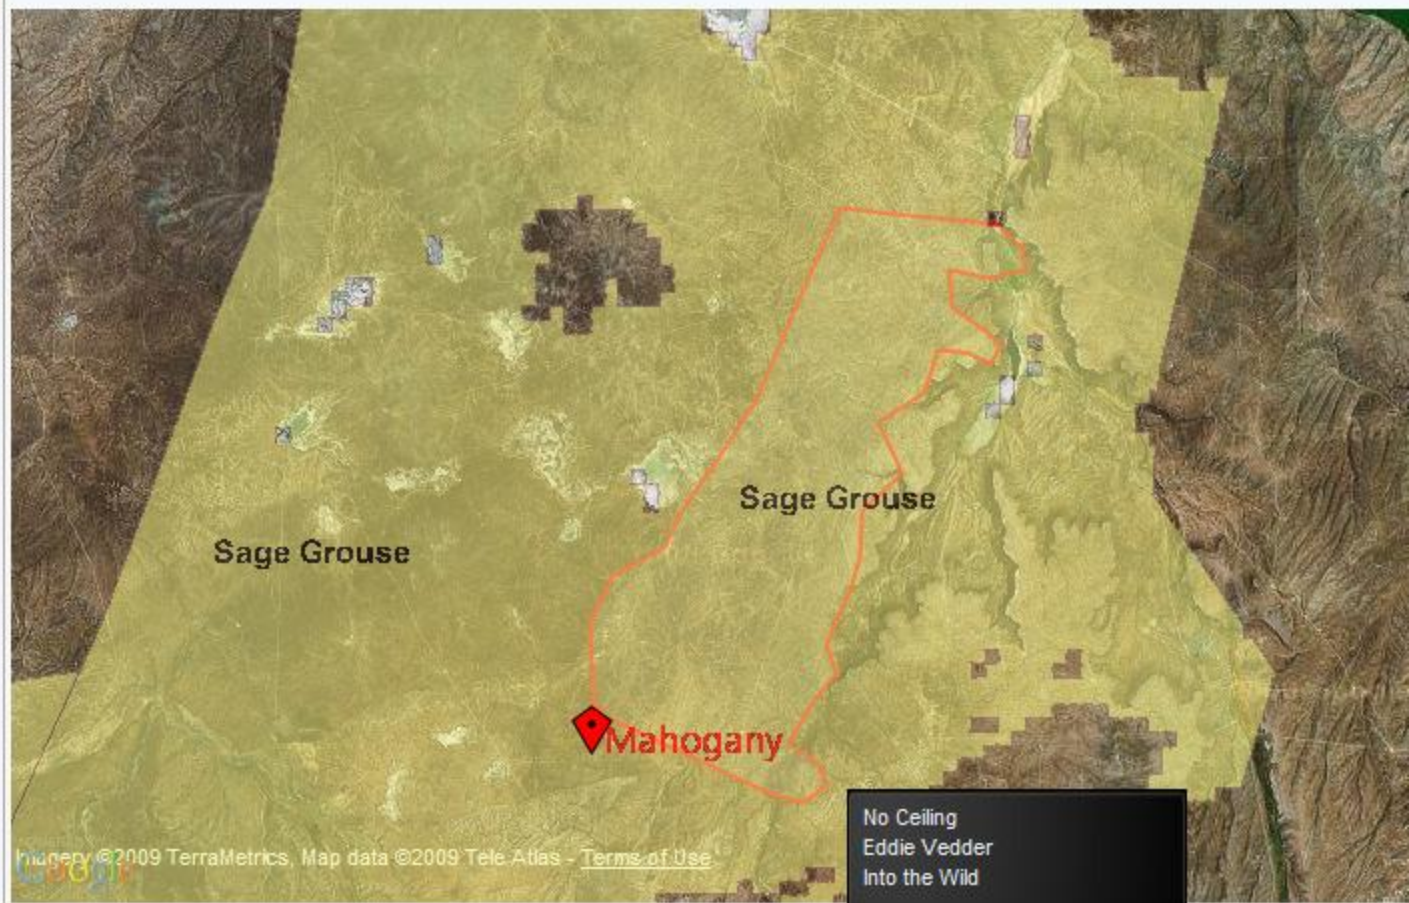 Sage Grouse
Sage Grouse
Mahogany
No Ceiling
Eddie Vedder
Into the Wild
Imagery ©2009 TerraMetrics, Map data ©2009 Tele Atlas - Terms of Use
Google